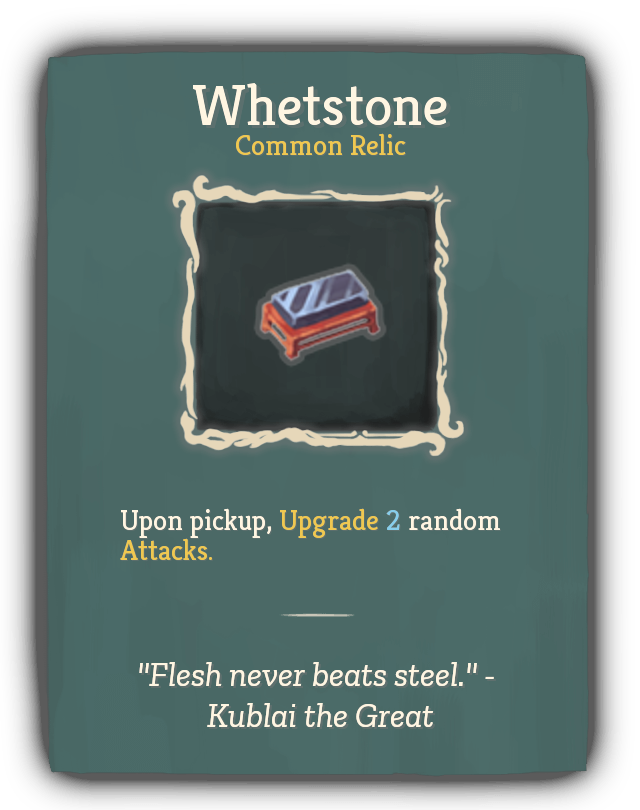 Whetstone
Common Relic
Upon pickup, Upgrade 2 random
Attacks.
"Flesh never beats steel." -
Kublai the Great